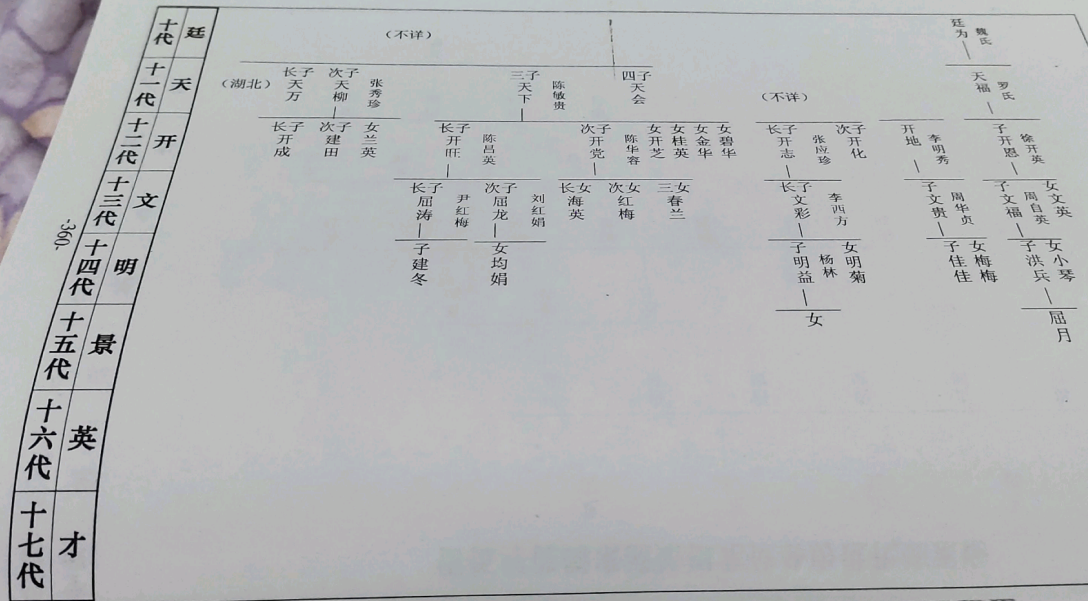 十代 廷
十一代 天
十二代 开
十三代 文
十四代 明
十五代 景
十六代 英
十七代 才
-360-
(不详)
廷为 魏氏
(湖北)
长子天万
次子天柳
张秀珍
三子天下
陈敏贵
四子天会
(不详)
天福
罗氏
长子开成
次子建田
女兰英
长子开旺
陈昌英
次子开党
陈华容
女开芝
女桂英
女金华
女碧华
长子开志
张应珍
次子开化
开地
李明秀
子开恩
徐开英
长子屈涛
尹红梅
次子屈龙
刘红娟
长女海英
次女红梅
三女春兰
长子文彩
李西方
子文贵
周华贞
子文福
周自英
女文英
子建冬
女均娟
子明益
杨林
女明菊
子佳佳
女梅梅
子洪兵
女小琴
女
屈月